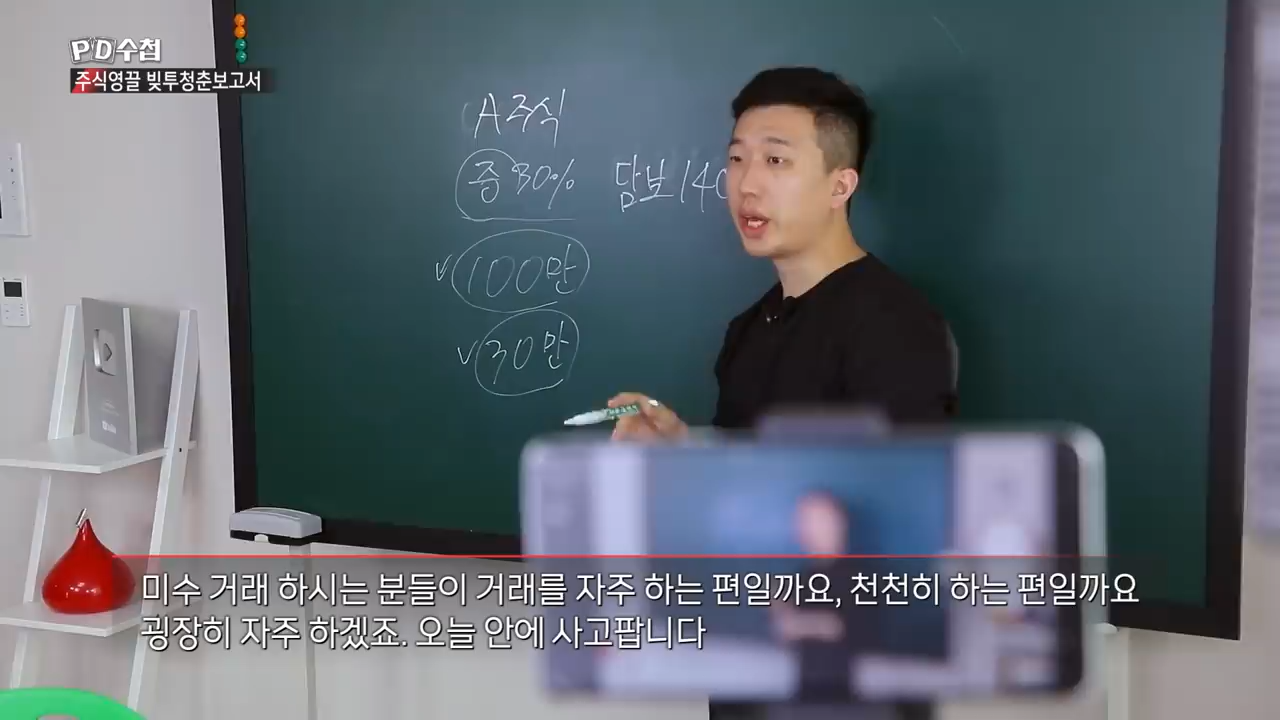 PD수첩
주식영끌 빚투청춘보고서
A주식
증30% 담보140
✓100만
✓30만
미수 거래 하시는 분들이 거래를 자주 하는 편일까요, 천천히 하는 편일까요
굉장히 자주 하겠죠. 오늘 안에 사고팝니다